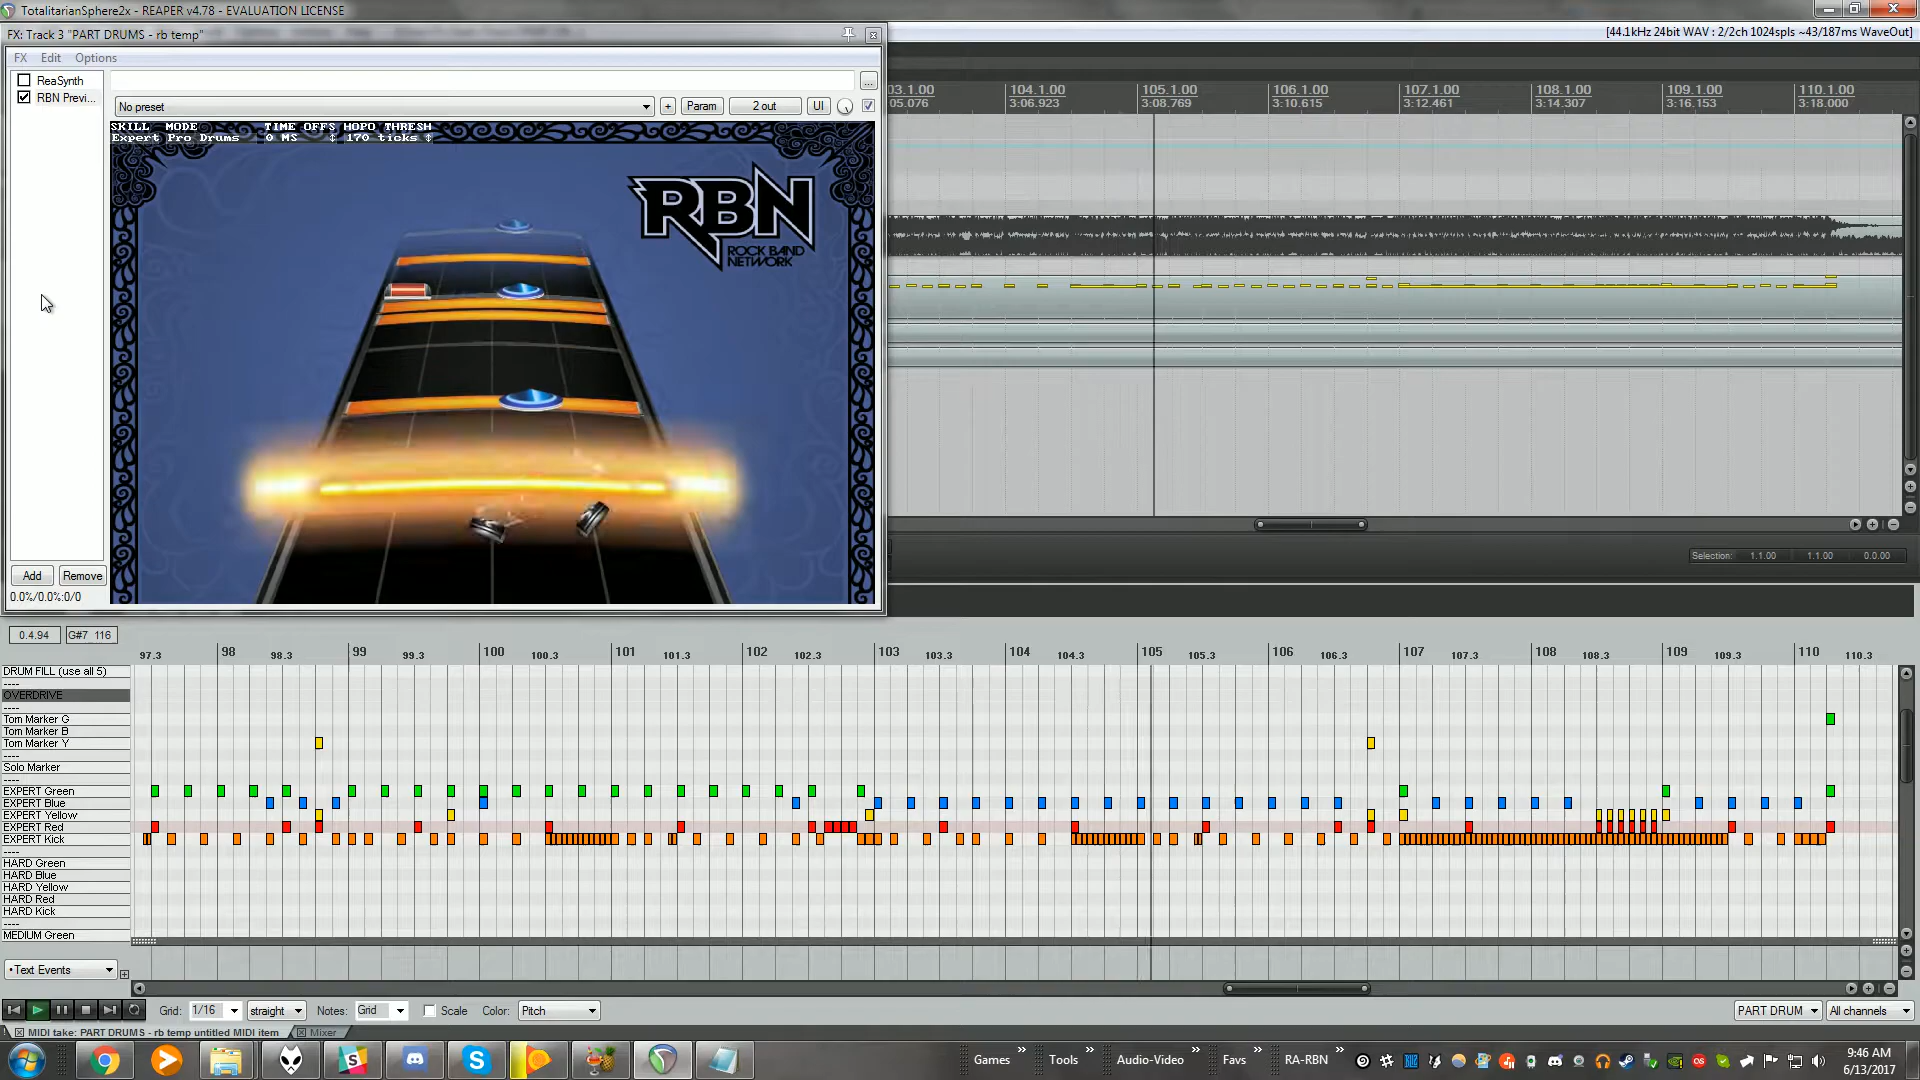 TotalitarianSphere2x - REAPER v4.78 - EVALUATION LICENSE
FX: Track 3 "PART DRUMS - rb temp"
[44.1kHz 24bit WAV : 2/2ch 1024spls ~43/187ms WaveOut]
FX Edit Options
ReaSynth
RBN Previ...
No preset + Param 2 out UI
...
SKILL MODE TIME OFFS HOPO THRESH
Expert Pro Drums 0 MS 170 ticks
RBN
ROCK BAND
NETWORK
03.1.00 104.1.00 105.1.00 106.1.00 107.1.00 108.1.00 109.1.00 110.1.00
05.076 3:06.923 3:08.769 3:10.615 3:12.461 3:14.307 3:16.153 3:18.000
Selection: 1.1.00 1.1.00 0.0.00
Add Remove
0.0%/0.0%:0/0
0.4.94 G#7 116
97.3 98 98.3 99 99.3 100 100.3 101 101.3 102 102.3 103 103.3 104 104.3 105 105.3 106 106.3 107 107.3 108 108.3 109 109.3 110 110.3
DRUM FILL (use all 5)
----
OVERDRIVE
----
Tom Marker G
Tom Marker B
Tom Marker Y
----
Solo Marker
----
EXPERT Green
EXPERT Blue
EXPERT Yellow
EXPERT Red
EXPERT Kick
----
HARD Green
HARD Blue
HARD Yellow
HARD Red
HARD Kick
----
MEDIUM Green
•Text Events
Grid: 1/16 straight Notes: Grid Scale Color: Pitch PART DRUM All channels
MIDI take: PART DRUMS - rb temp untitled MIDI item Mixer
Games Tools Audio-Video Favs RA-RBN
9:46 AM
6/13/2017